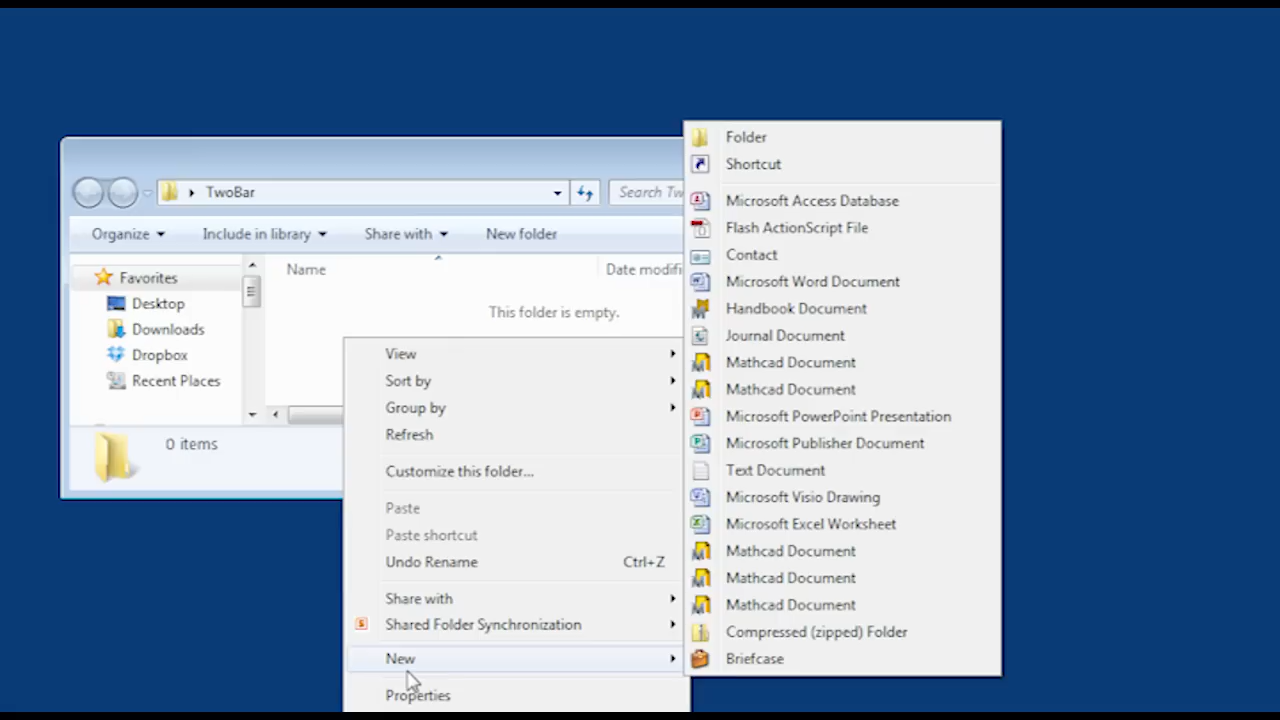 TwoBar
Search Tw
Organize
Include in library
Share with
New folder
Favorites
Desktop
Downloads
Dropbox
Recent Places
Name
Date modifi
This folder is empty.
0 items
View
Sort by
Group by
Refresh
Customize this folder...
Paste
Paste shortcut
Undo Rename Ctrl+Z
Share with
Shared Folder Synchronization
New
Properties
Folder
Shortcut
Microsoft Access Database
Flash ActionScript File
Contact
Microsoft Word Document
Handbook Document
Journal Document
Mathcad Document
Mathcad Document
Microsoft PowerPoint Presentation
Microsoft Publisher Document
Text Document
Microsoft Visio Drawing
Microsoft Excel Worksheet
Mathcad Document
Mathcad Document
Mathcad Document
Compressed (zipped) Folder
Briefcase